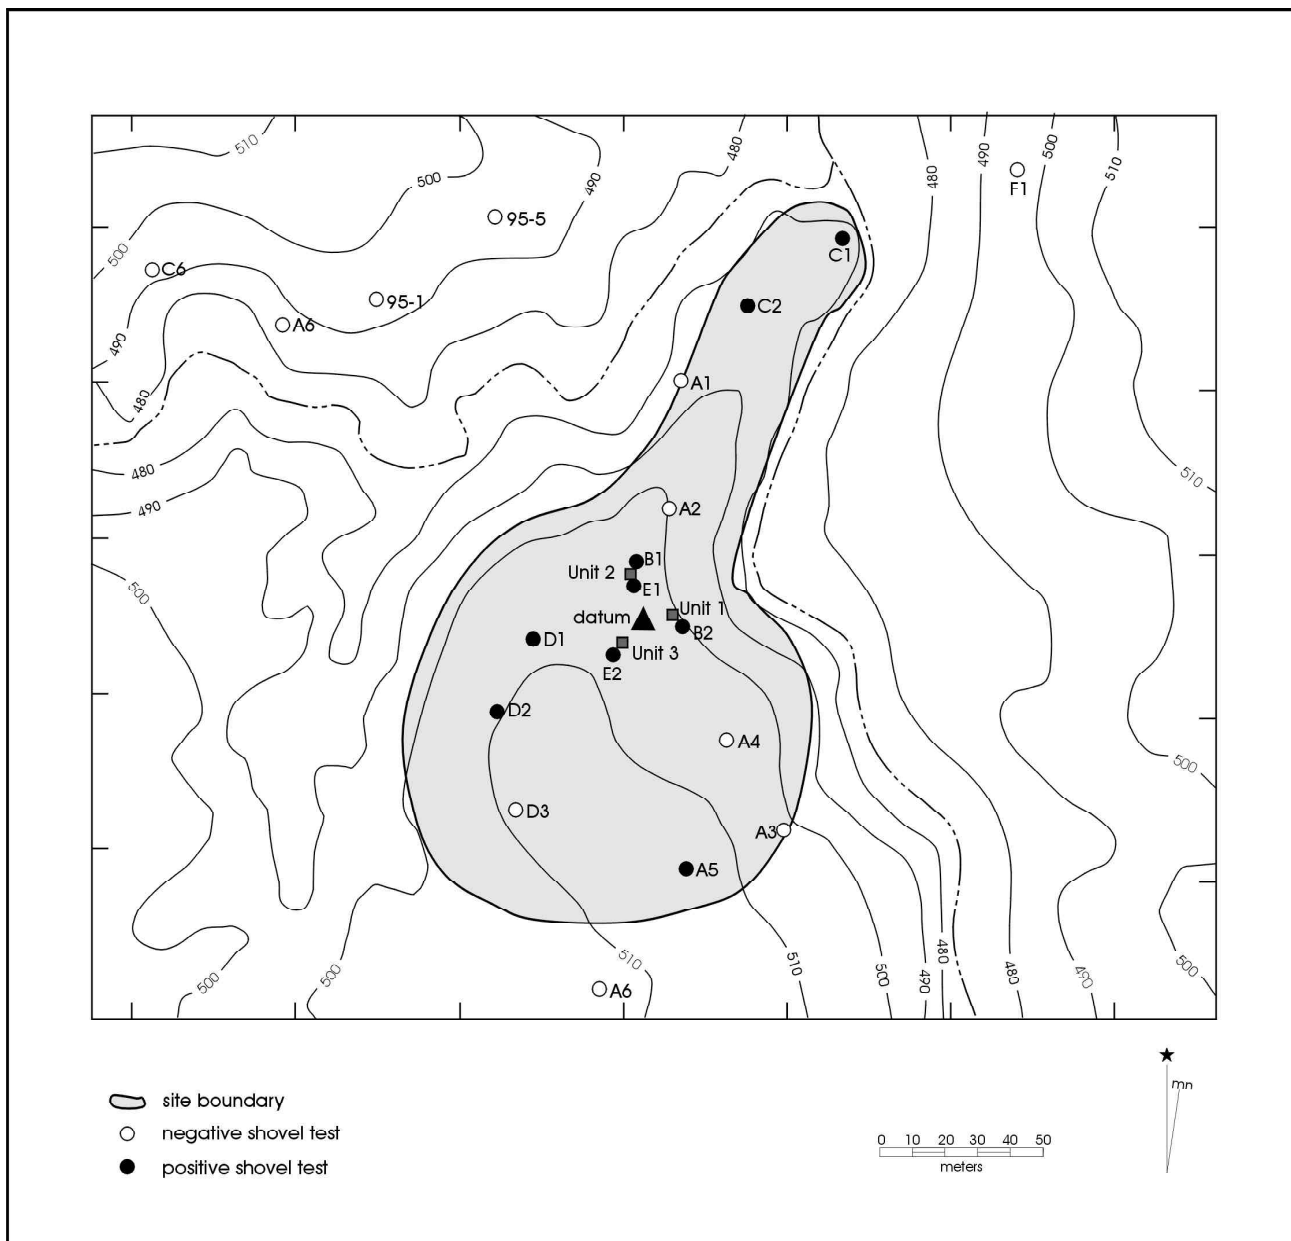 510
500
490
480
480
490
500
510
F1
95-5
C6
500
C1
95-1
C2
A6
490
A1
480
480
490
510
A2
B1
Unit 2
E1
500
datum
Unit 1
B2
D1
Unit 3
E2
D2
A4
500
D3
A3
A5
500
500
510
510
500
490
480
480
490
500
A6
mn
site boundary
negative shovel test
positive shovel test
0 10 20 30 40 50
meters